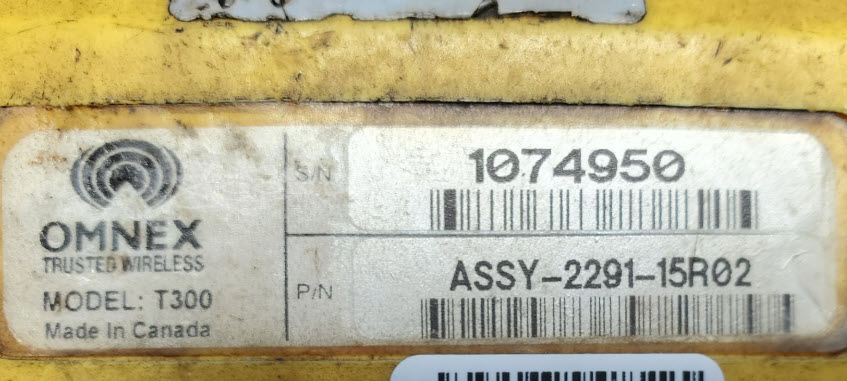 OMNEX
TRUSTED WIRELESS
MODEL: T300
Made In Canada
S/N
1074950
P/N
ASSY-2291-15R02